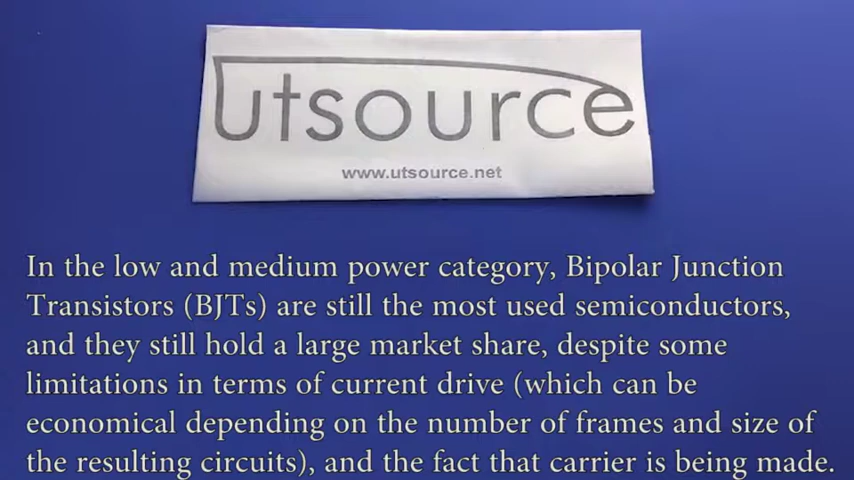 utsource
www.utsource.net
In the low and medium power category, Bipolar Junction
Transistors (BJTs) are still the most used semiconductors,
and they still hold a large market share, despite some
limitations in terms of current drive (which can be
economical depending on the number of frames and size of
the resulting circuits), and the fact that carrier is being made.